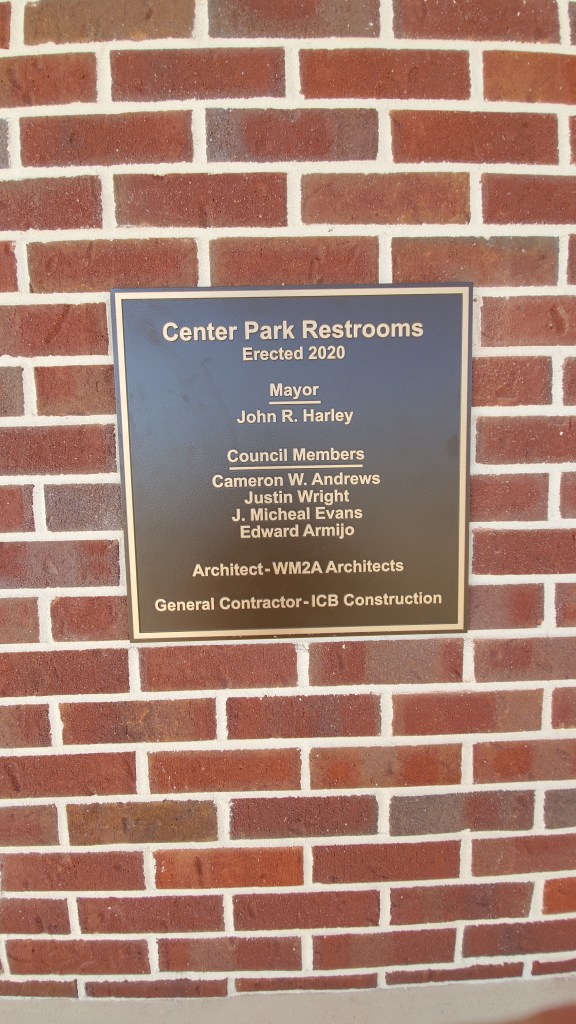 Center Park Restrooms
Erected 2020
Mayor
John R. Harley
Council Members
Cameron W. Andrews
Justin Wright
J. Micheal Evans
Edward Armijo
Architect - WM2A Architects
General Contractor - ICB Construction